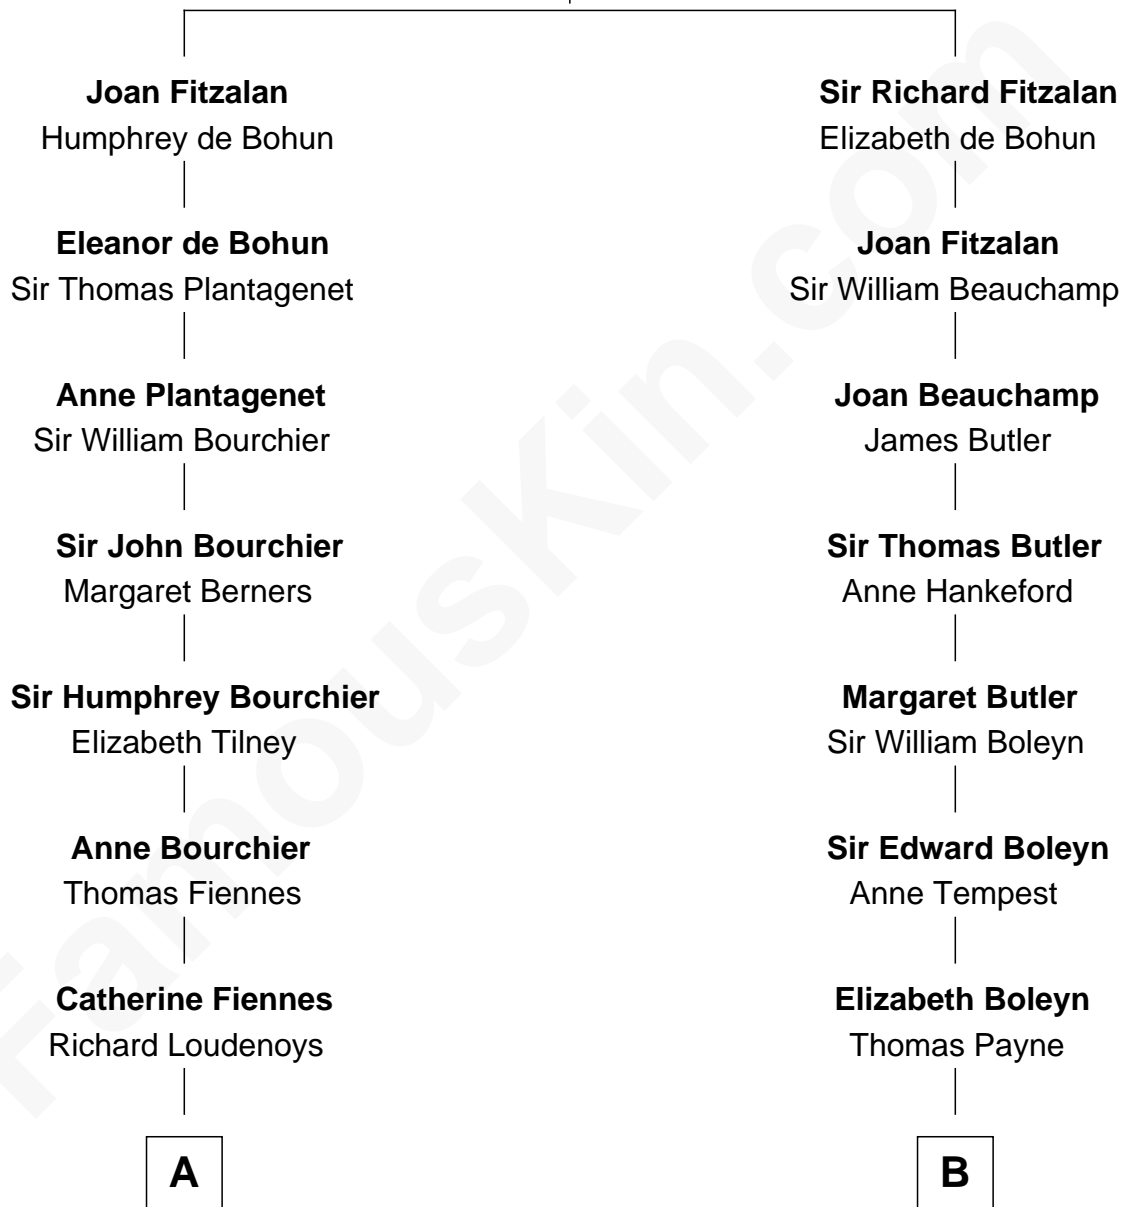 Joan Fitzalan
Humphrey de Bohun
Sir Richard Fitzalan
Elizabeth de Bohun
Eleanor de Bohun
Sir Thomas Plantagenet
Joan Fitzalan
Sir William Beauchamp
Anne Plantagenet
Sir William Bourchier
Joan Beauchamp
James Butler
Sir John Bourchier
Margaret Berners
Sir Thomas Butler
Anne Hankeford
Sir Humphrey Bourchier
Elizabeth Tilney
Margaret Butler
Sir William Boleyn
Anne Bourchier
Thomas Fiennes
Sir Edward Boleyn
Anne Tempest
Catherine Fiennes
Richard Loudenoys
Elizabeth Boleyn
Thomas Payne
A
B
FamousKin.com